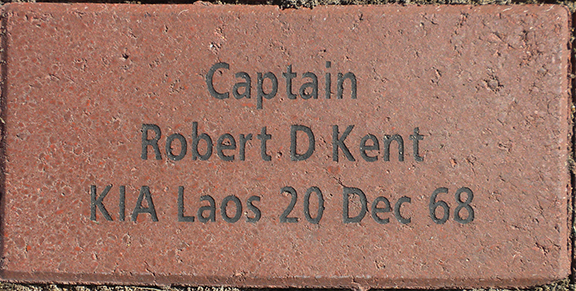 Captain
Robert D Kent
KIA Laos 20 Dec 68